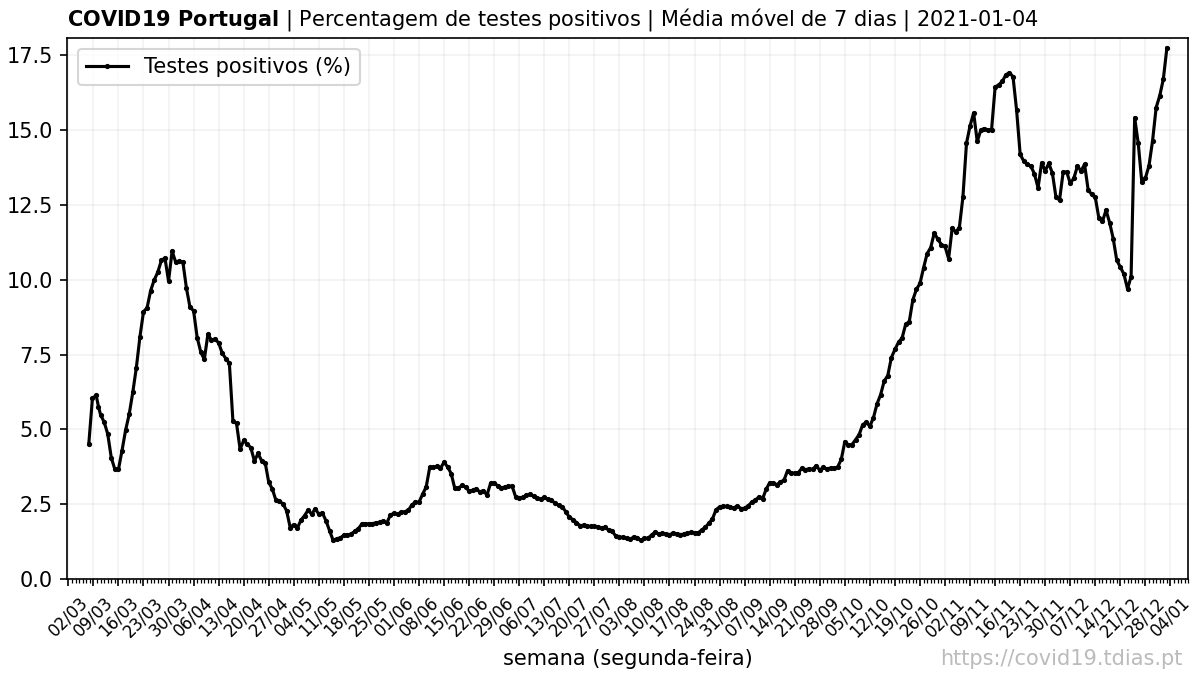 COVID19 Portugal | Percentagem de testes positivos | Média móvel de 7 dias | 2021-01-04
Testes positivos (%)
17.5
15.0
12.5
10.0
7.5
5.0
2.5
0.0
02/03 09/03 16/03 23/03 30/03 06/04 13/04 20/04 27/04 04/05 11/05 18/05 25/05 01/06 08/06 15/06 22/06 29/06 06/07 13/07 20/07 27/07 03/08 10/08 17/08 24/08 31/08 07/09 14/09 21/09 28/09 05/10 12/10 19/10 26/10 02/11 09/11 16/11 23/11 30/11 07/12 14/12 21/12 28/12 04/01
semana (segunda-feira)
https://covid19.tdias.pt